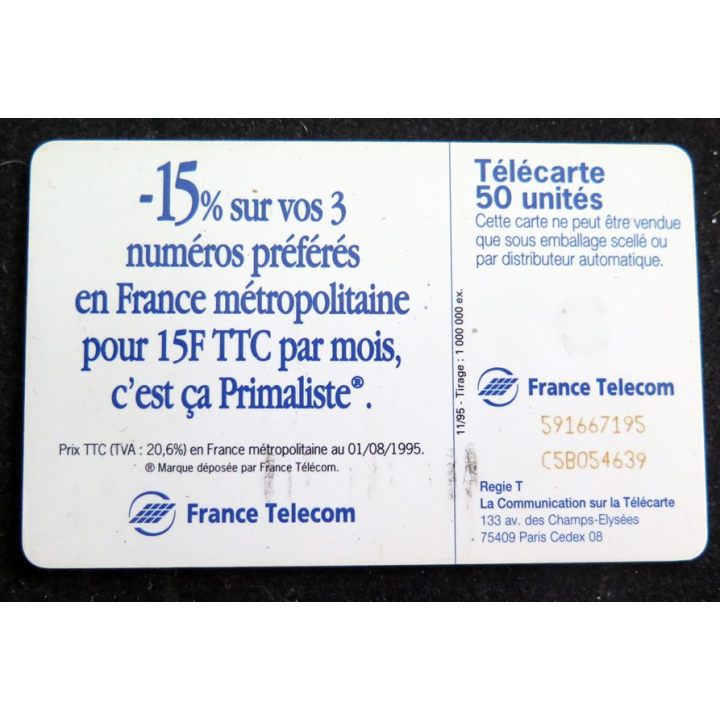 -15% sur vos 3
numéros préférés
en France métropolitaine
pour 15F TTC par mois,
c'est ça Primaliste®.
Prix TTC (TVA : 20,6%) en France métropolitaine au 01/08/1995.
® Marque déposée par France Télécom.
France Telecom
11/95 - Tirage : 1 000 000 ex.
Télécarte
50 unités
Cette carte ne peut être vendue
que sous emballage scellé ou
par distributeur automatique.
France Telecom
591667195
C5B054639
Regie T
La Communication sur la Télécarte
133 av. des Champs-Elysées
75409 Paris Cedex 08